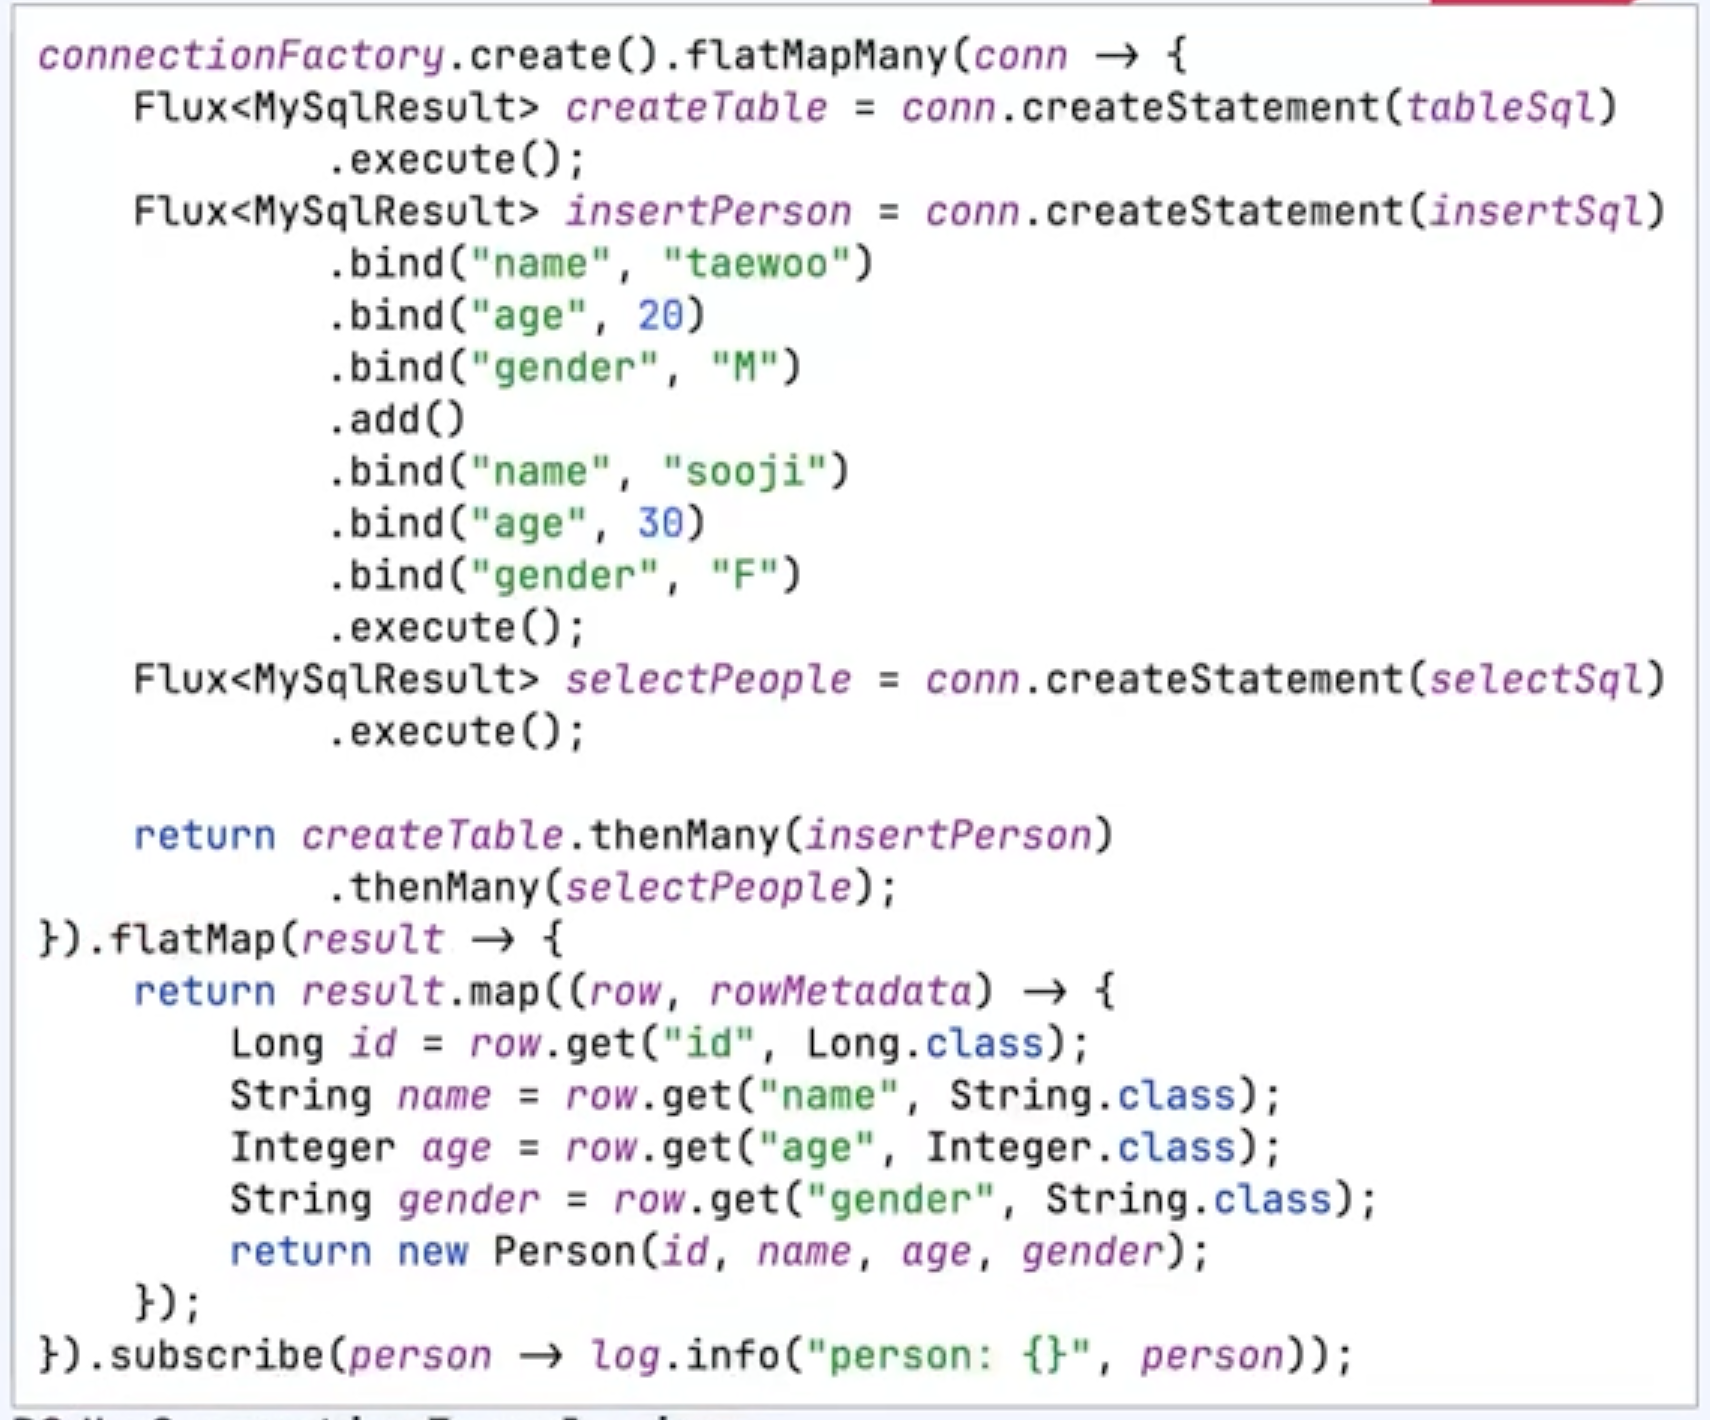 connectionFactory.create().flatMapMany(conn → {
    Flux<MySqlResult> createTable = conn.createStatement(tableSql)
            .execute();
    Flux<MySqlResult> insertPerson = conn.createStatement(insertSql)
            .bind("name", "taewoo")
            .bind("age", 20)
            .bind("gender", "M")
            .add()
            .bind("name", "sooji")
            .bind("age", 30)
            .bind("gender", "F")
            .execute();
    Flux<MySqlResult> selectPeople = conn.createStatement(selectSql)
            .execute();

    return createTable.thenMany(insertPerson)
            .thenMany(selectPeople);
}).flatMap(result → {
    return result.map((row, rowMetadata) → {
        Long id = row.get("id", Long.class);
        String name = row.get("name", String.class);
        Integer age = row.get("age", Integer.class);
        String gender = row.get("gender", String.class);
        return new Person(id, name, age, gender);
    });
}).subscribe(person → log.info("person: {}", person));